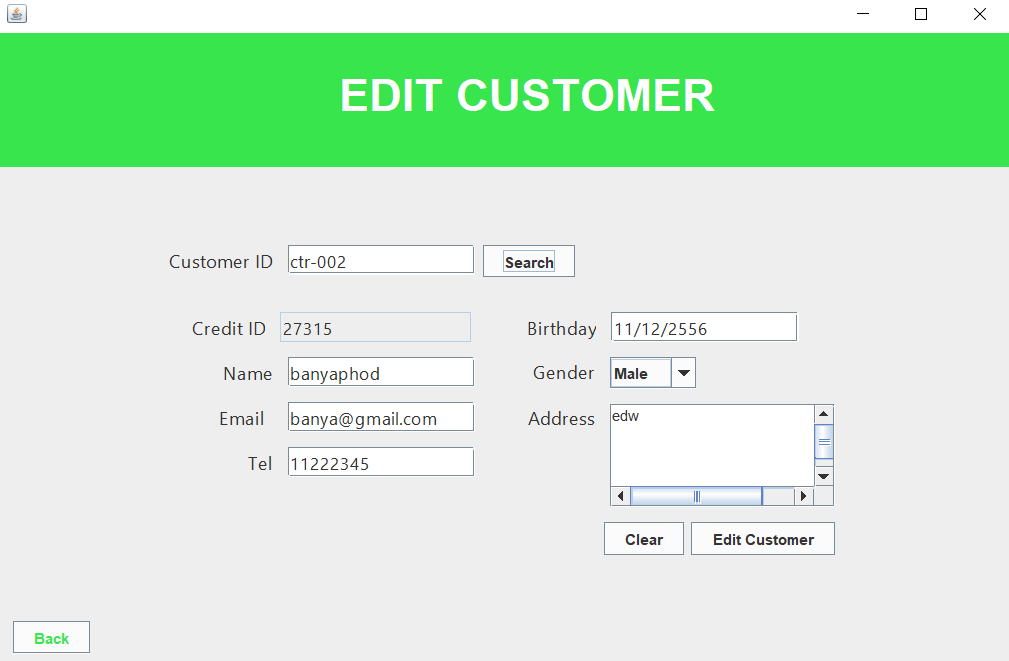 EDIT CUSTOMER
Customer ID ctr-002 Search
Credit ID 27315 Birthday 11/12/2556
Name banyaphod Gender Male
Email banya@gmail.com Address edw
Tel 11222345
Clear Edit Customer
Back